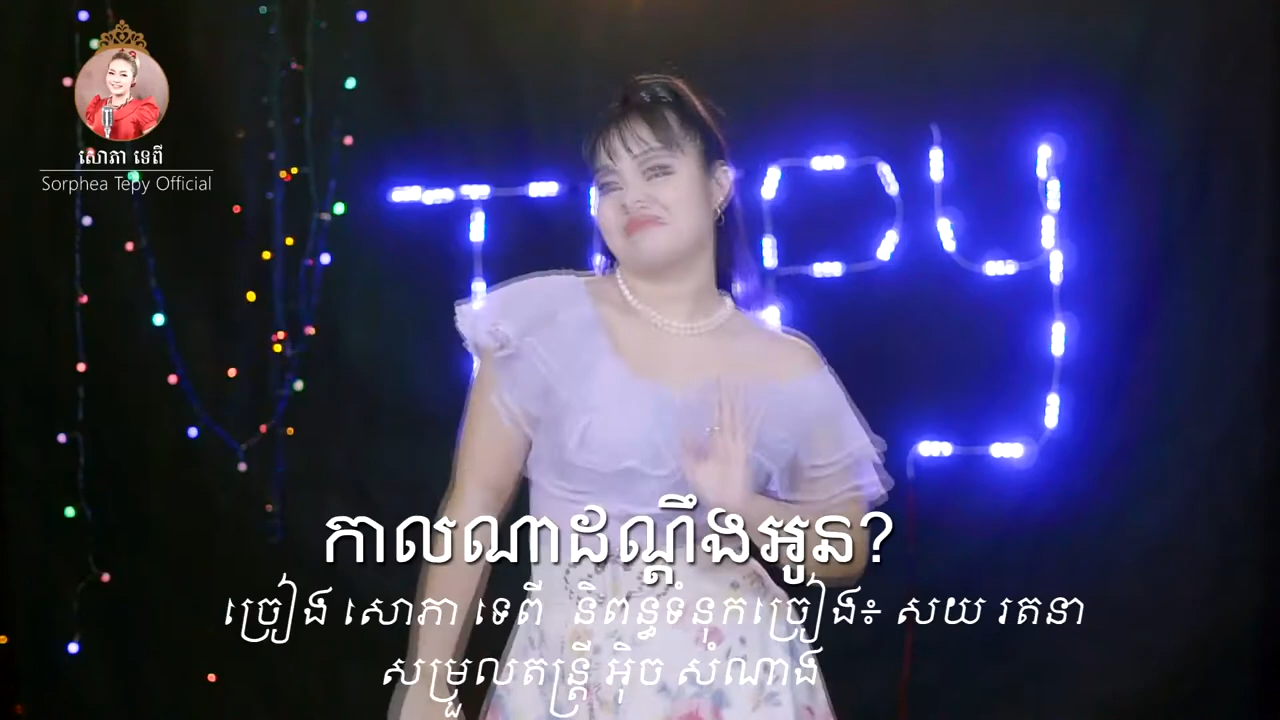 សោភា ទេពី
Sorphea Tepy Official
TEPY
កាលណាដណ្ដឹងអូន?
ច្រៀង សោភា ទេពី និពន្ធទំនុកច្រៀង៖ សយ រតនា
សម្រួលតន្ត្រី អ៊ិច សំណាង